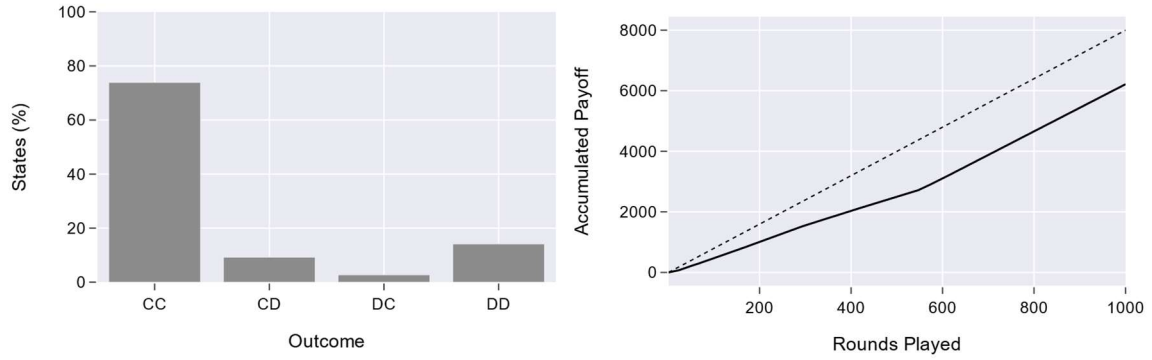 100
80
60
40
20
0
States (%)
CC
CD
DC
DD
Outcome
8000
6000
4000
2000
0
Accumulated Payoff
200
400
600
800
1000
Rounds Played